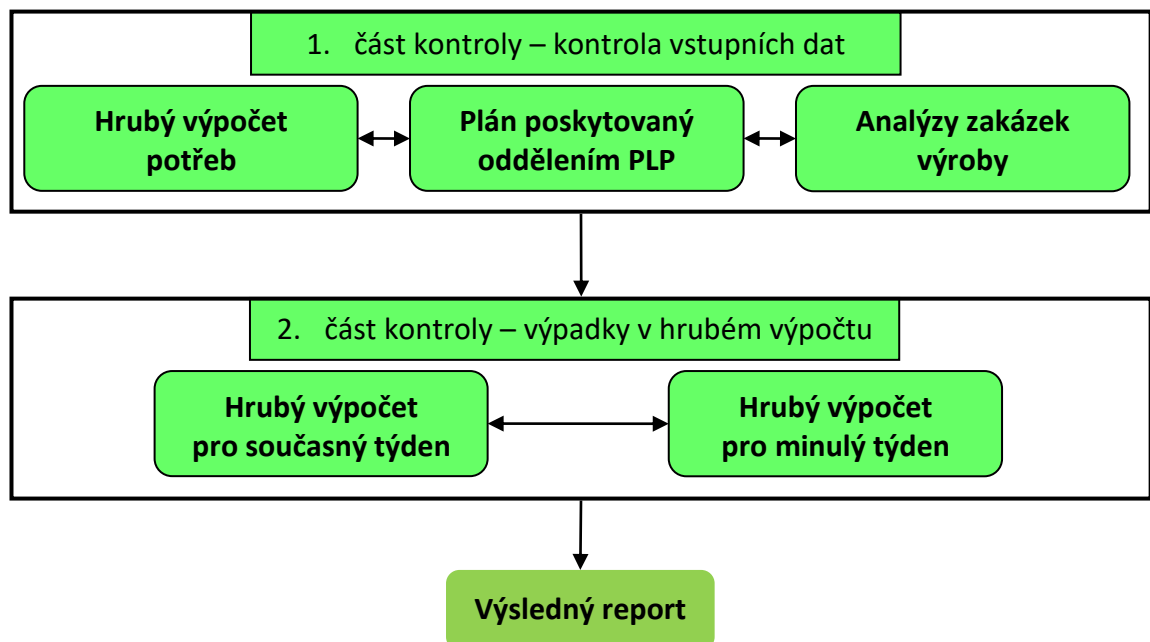 1. část kontroly – kontrola vstupních dat
Hrubý výpočet
potřeb
Plán poskytovaný
oddělením PLP
Analýzy zakázek
výroby
2. část kontroly – výpadky v hrubém výpočtu
Hrubý výpočet
pro současný týden
Hrubý výpočet
pro minulý týden
Výsledný report